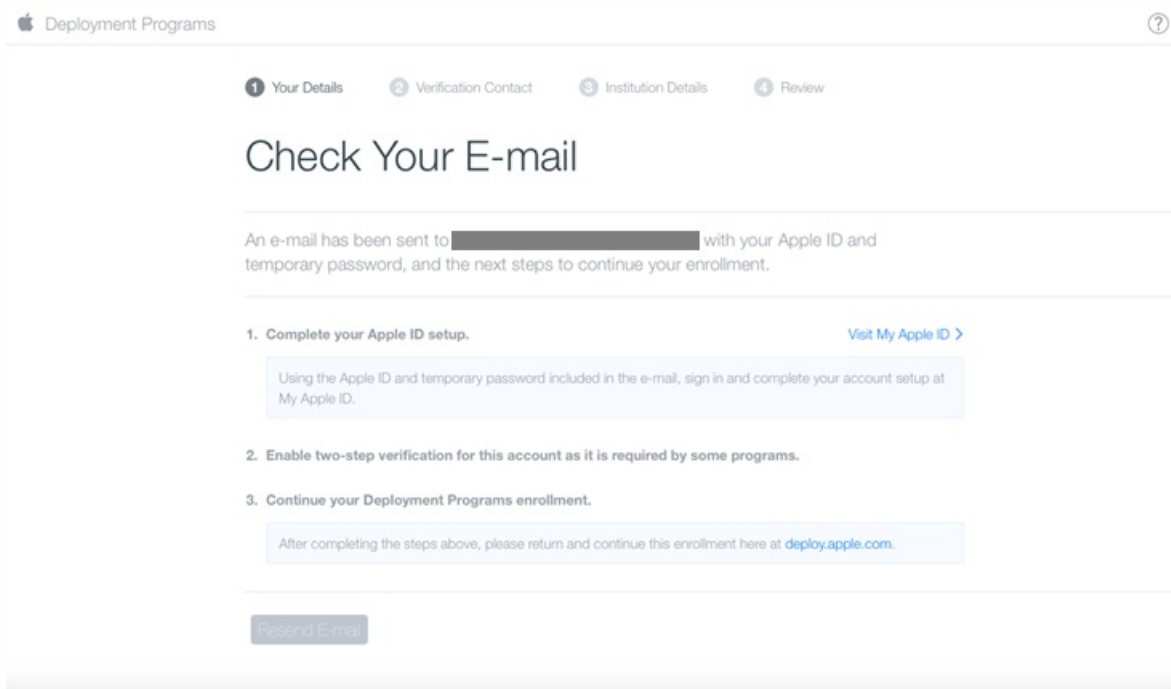 Deployment Programs
?
1 Your Details 2 Verification Contact 3 Institution Details 4 Review
Check Your E-mail
An e-mail has been sent to with your Apple ID and
temporary password, and the next steps to continue your enrollment.
1. Complete your Apple ID setup. Visit My Apple ID >
Using the Apple ID and temporary password included in the e-mail, sign in and complete your account setup at
My Apple ID.
2. Enable two-step verification for this account as it is required by some programs.
3. Continue your Deployment Programs enrollment.
After completing the steps above, please return and continue this enrollment here at deploy.apple.com.
Resend E-mail